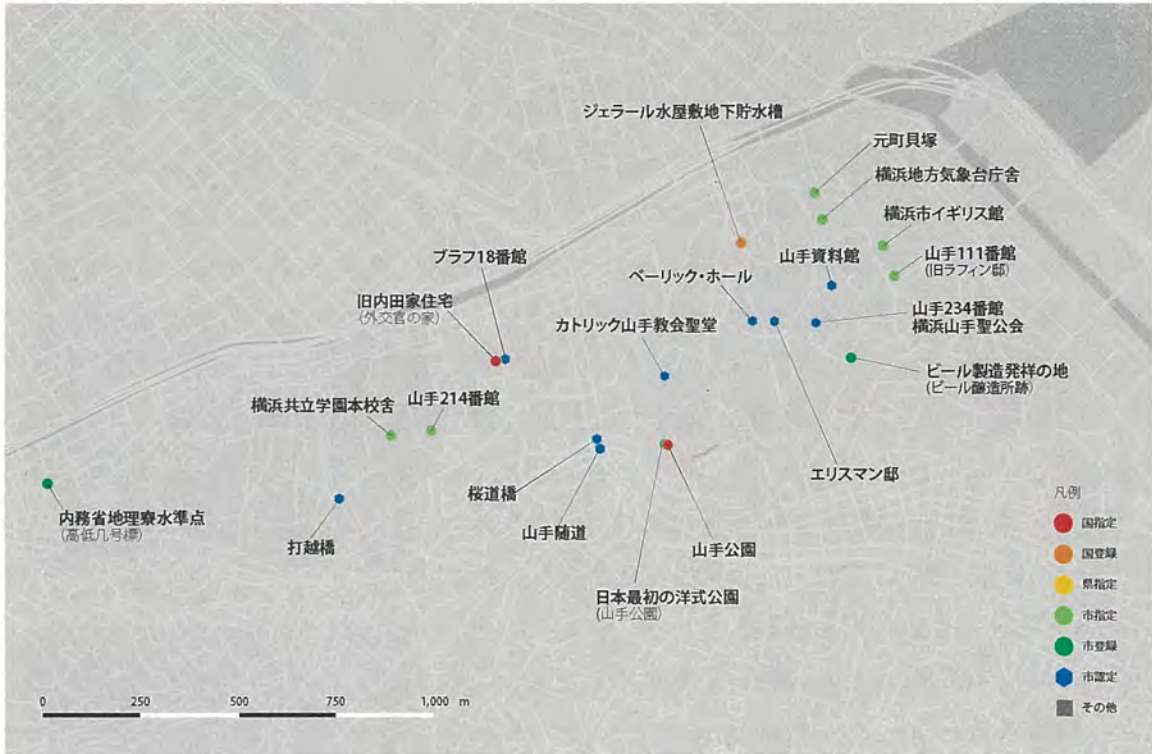 ジェラール水屋敷地下貯水槽
元町貝塚
横浜地方気象台庁舎
横浜市イギリス館
山手111番館
(旧ラフィン邸)
山手資料館
ブラフ18番館
ベーリック・ホール
旧内田家住宅
(外交官の家)
カトリック山手教会聖堂
山手234番館
横浜山手聖公会
ビール製造発祥の地
(ビール醸造所跡)
横浜共立学園本校舎
山手214番館
エリスマン邸
桜道橋
内務省地理寮水準点
(高低几号標)
打越橋
山手隧道
山手公園
日本最初の洋式公園
(山手公園)
凡例
国指定
国登録
県指定
市指定
市登録
市認定
その他
0 250 500 750 1,000 m